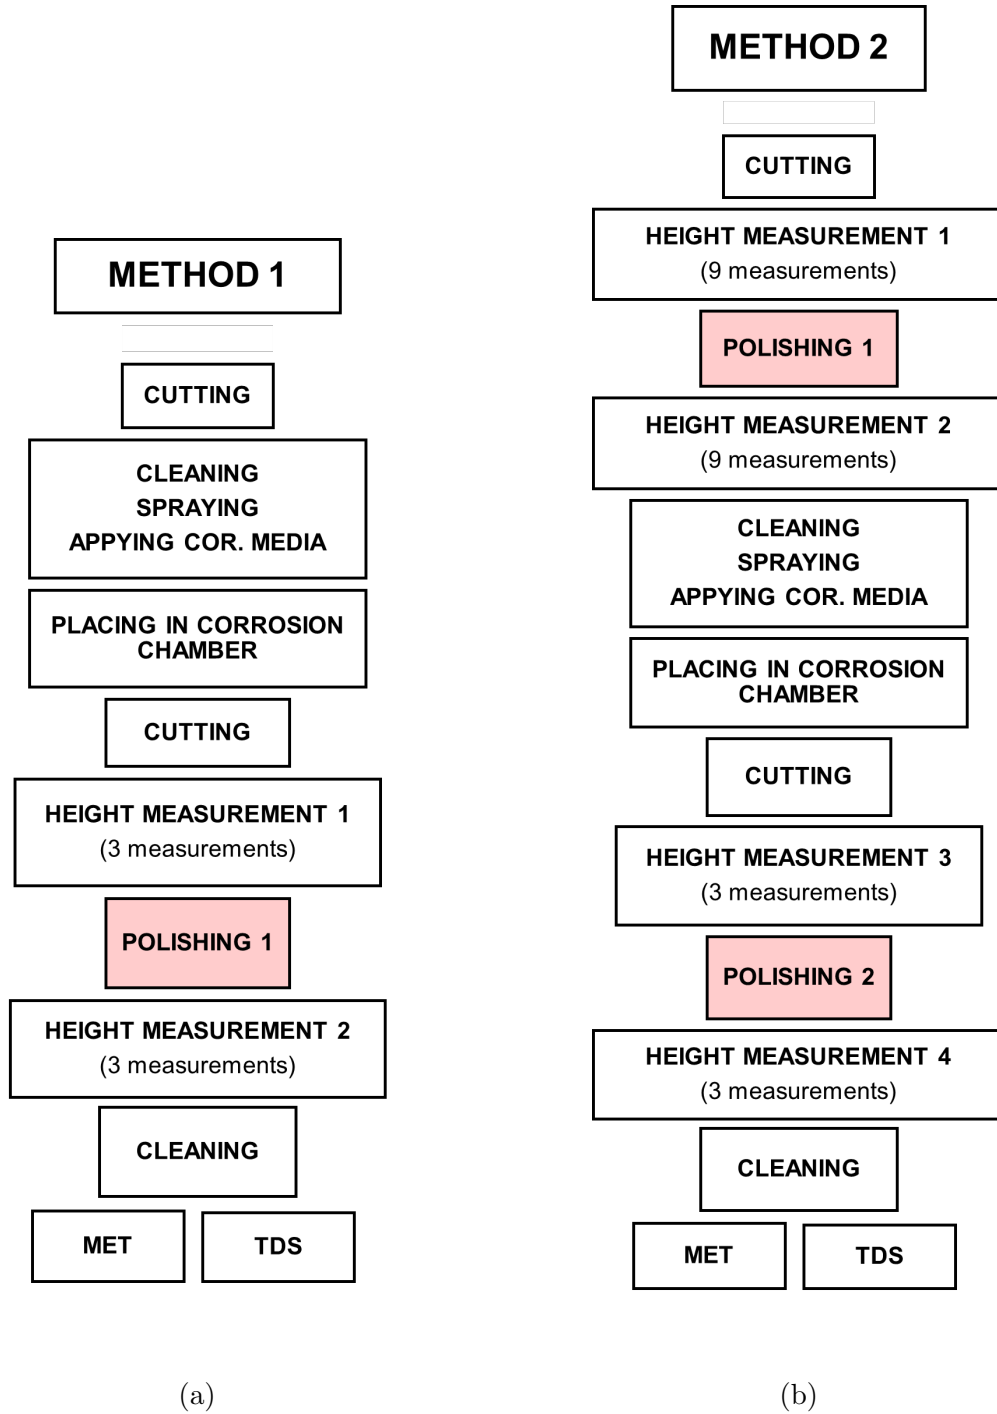 METHOD 1
CUTTING
CLEANING
SPRAYING
APPYING COR. MEDIA
PLACING IN CORROSION
CHAMBER
CUTTING
HEIGHT MEASUREMENT 1
(3 measurements)
POLISHING 1
HEIGHT MEASUREMENT 2
(3 measurements)
CLEANING
MET
TDS
(a)
METHOD 2
CUTTING
HEIGHT MEASUREMENT 1
(9 measurements)
POLISHING 1
HEIGHT MEASUREMENT 2
(9 measurements)
CLEANING
SPRAYING
APPYING COR. MEDIA
PLACING IN CORROSION
CHAMBER
CUTTING
HEIGHT MEASUREMENT 3
(3 measurements)
POLISHING 2
HEIGHT MEASUREMENT 4
(3 measurements)
CLEANING
MET
TDS
(b)